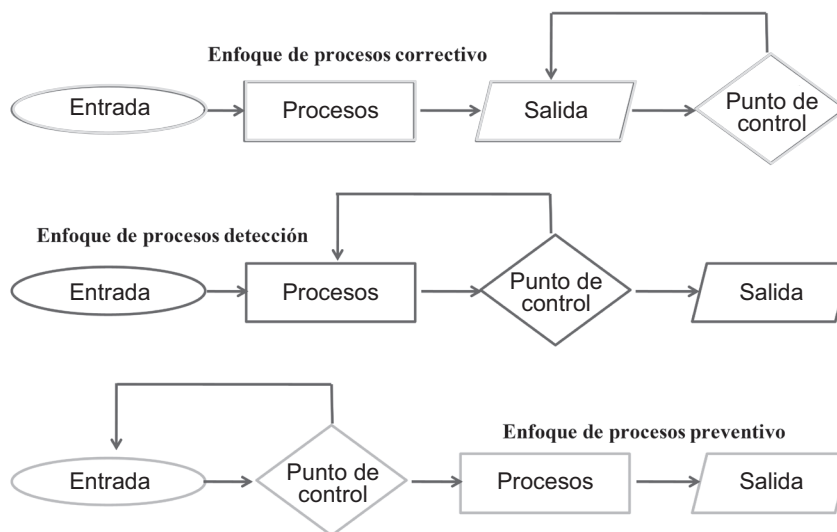 Enfoque de procesos correctivo
Entrada
Procesos
Salida
Punto de
control
Enfoque de procesos detección
Entrada
Procesos
Punto de
control
Salida
Enfoque de procesos preventivo
Entrada
Punto de
control
Procesos
Salida